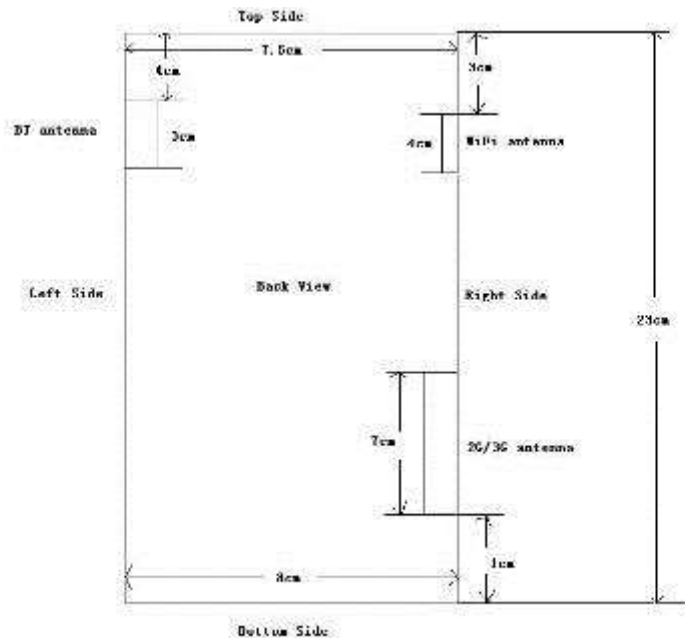 Top Side
7.5cm
4cm
3cm
BT antenna
3cm
4cm
WiFi antenna
Left Side
Back View
Right Side
23cm
7cm
2G/3G antenna
1cm
8cm
Bottom Side